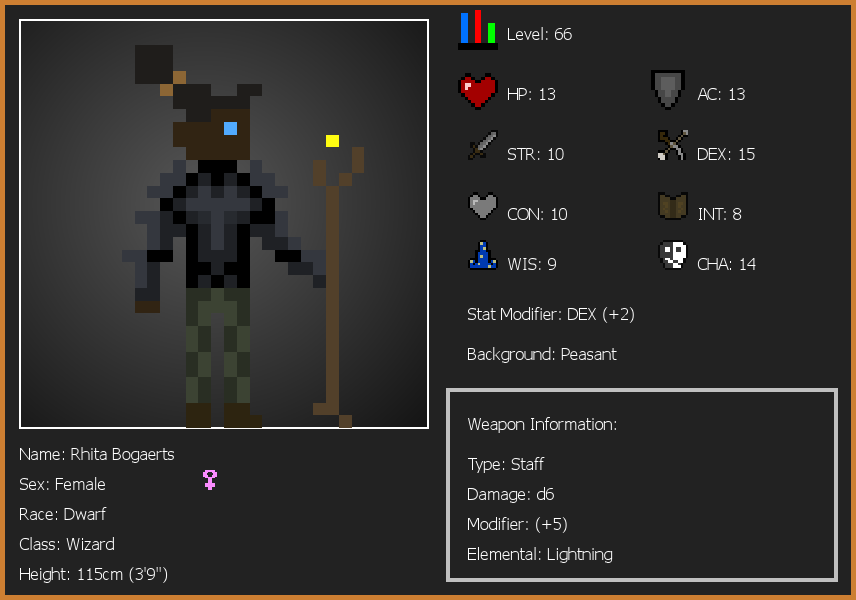 Level: 66
HP: 13
AC: 13
STR: 10
DEX: 15
CON: 10
INT: 8
WIS: 9
CHA: 14
Stat Modifier: DEX (+2)
Background: Peasant
Weapon Information:
Type: Staff
Damage: d6
Modifier: (+5)
Elemental: Lightning
Name: Rhita Bogaerts
Sex: Female
Race: Dwarf
Class: Wizard
Height: 115cm (3'9")